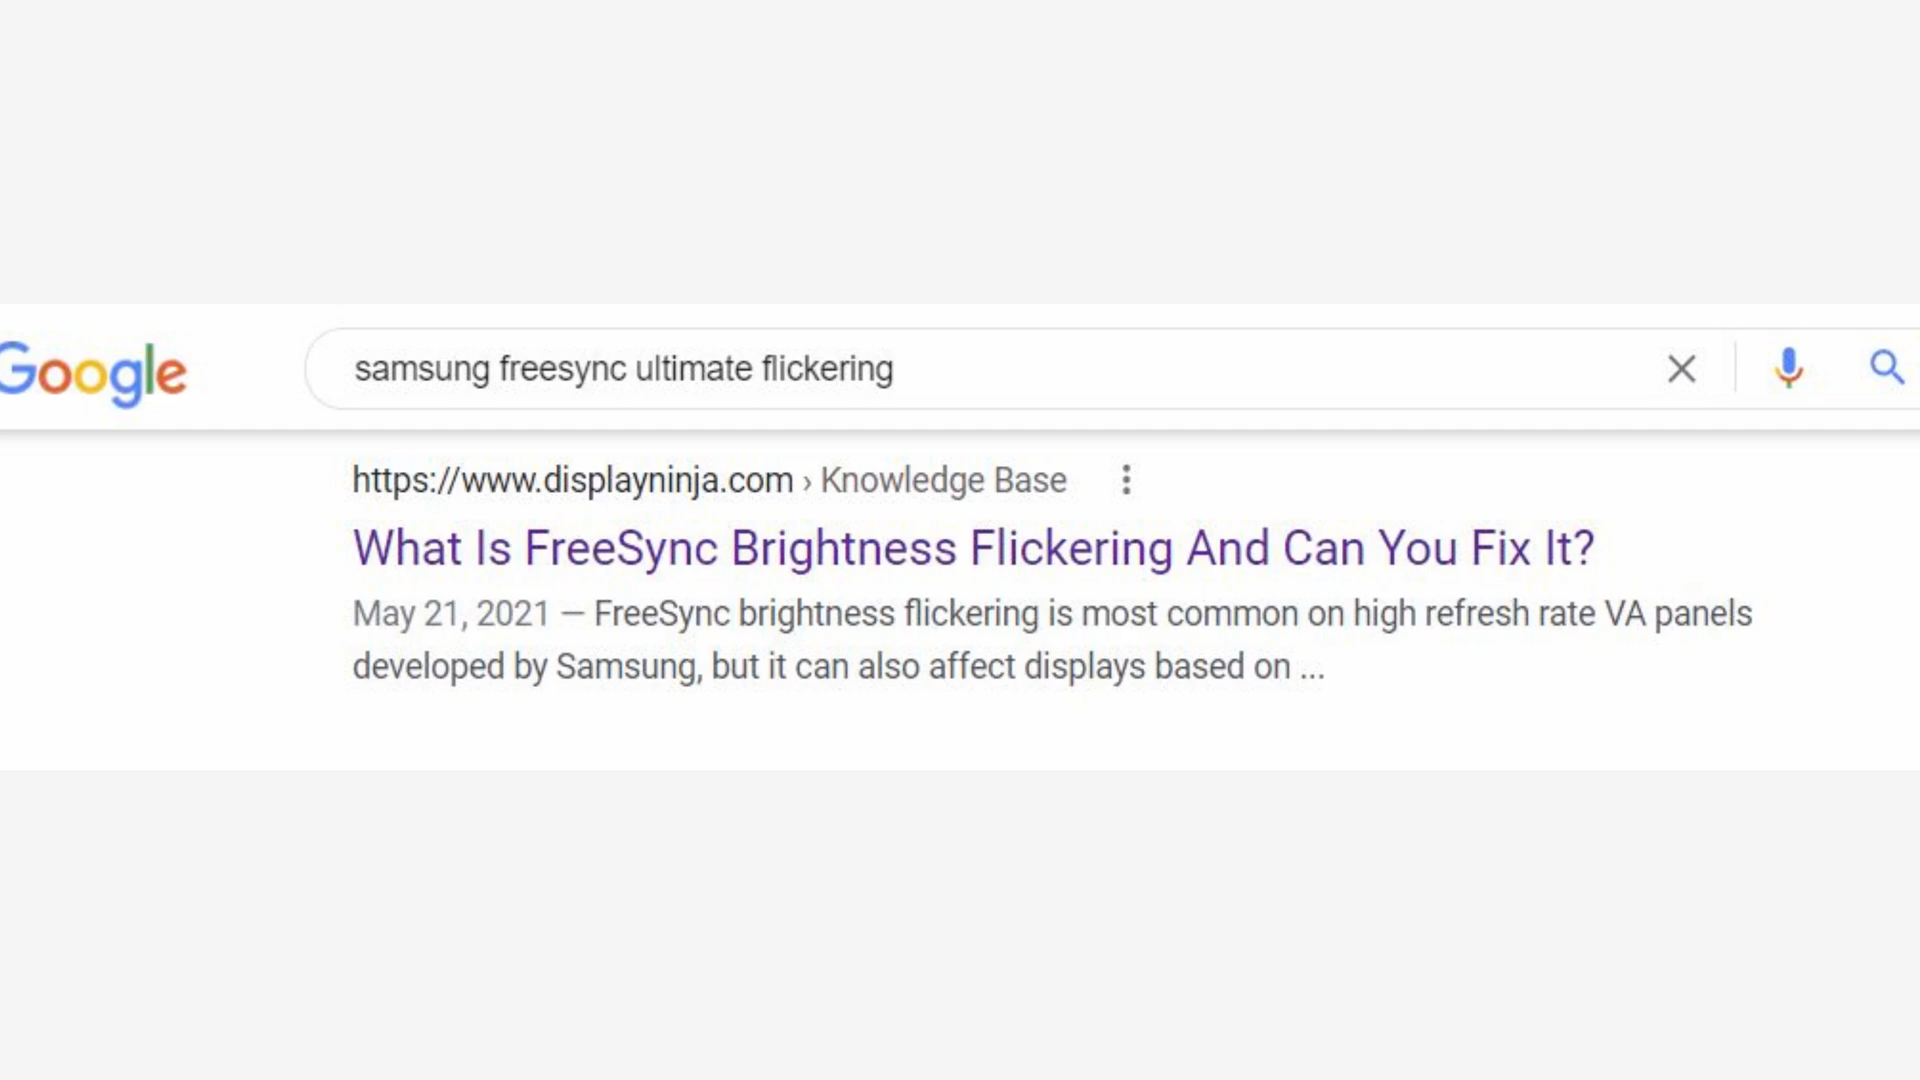 Google
samsung freesync ultimate flickering
https://www.displayninja.com › Knowledge Base
What Is FreeSync Brightness Flickering And Can You Fix It?
May 21, 2021 — FreeSync brightness flickering is most common on high refresh rate VA panels
developed by Samsung, but it can also affect displays based on ...